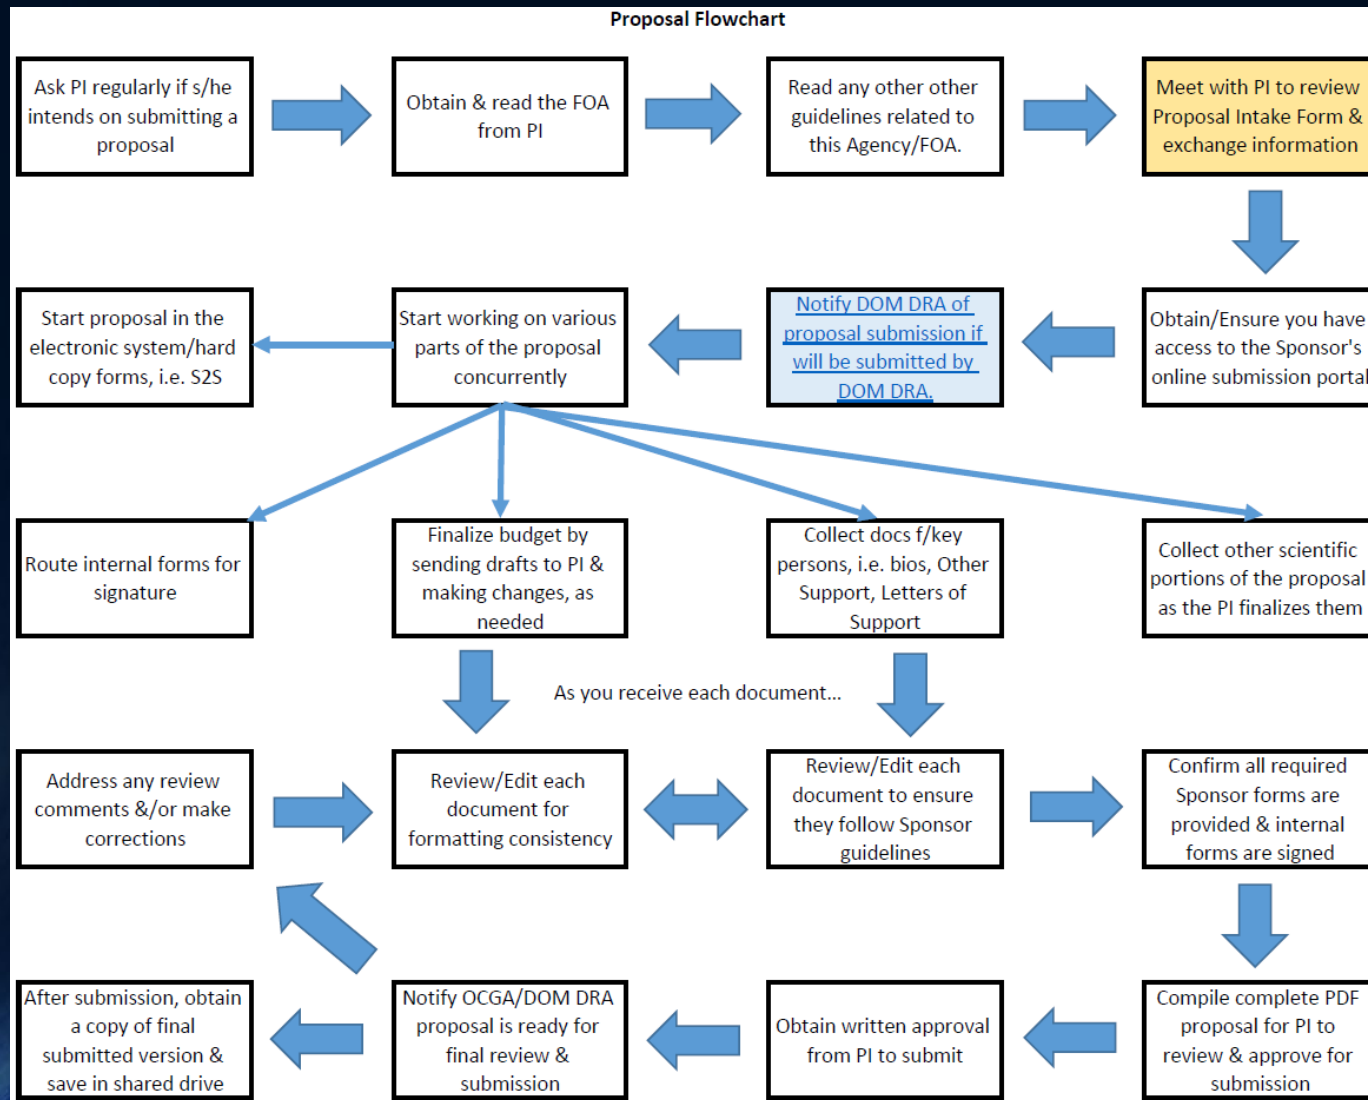 Proposal Flowchart
Ask PI regularly if s/he
intends on submitting a
proposal
Obtain & read the FOA
from PI
Read any other other
guidelines related to
this Agency/FOA.
Meet with PI to review
Proposal Intake Form &
exchange information
Start proposal in the
electronic system/hard
copy forms, i.e. S2S
Start working on various
parts of the proposal
concurrently
Notify DOM DRA of
proposal submission if
will be submitted by
DOM DRA.
Obtain/Ensure you have
access to the Sponsor's
online submission portal
Route internal forms for
signature
Finalize budget by
sending drafts to PI &
making changes, as
needed
Collect docs f/key
persons, i.e. bios, Other
Support, Letters of
Support
Collect other scientific
portions of the proposal
as the PI finalizes them
As you receive each document...
Address any review
comments &/or make
corrections
Review/Edit each
document for
formatting consistency
Review/Edit each
document to ensure
they follow Sponsor
guidelines
Confirm all required
Sponsor forms are
provided & internal
forms are signed
After submission, obtain
a copy of final
submitted version &
save in shared drive
Notify OCGA/DOM DRA
proposal is ready for
final review &
submission
Obtain written approval
from PI to submit
Compile complete PDF
proposal for PI to
review & approve for
submission